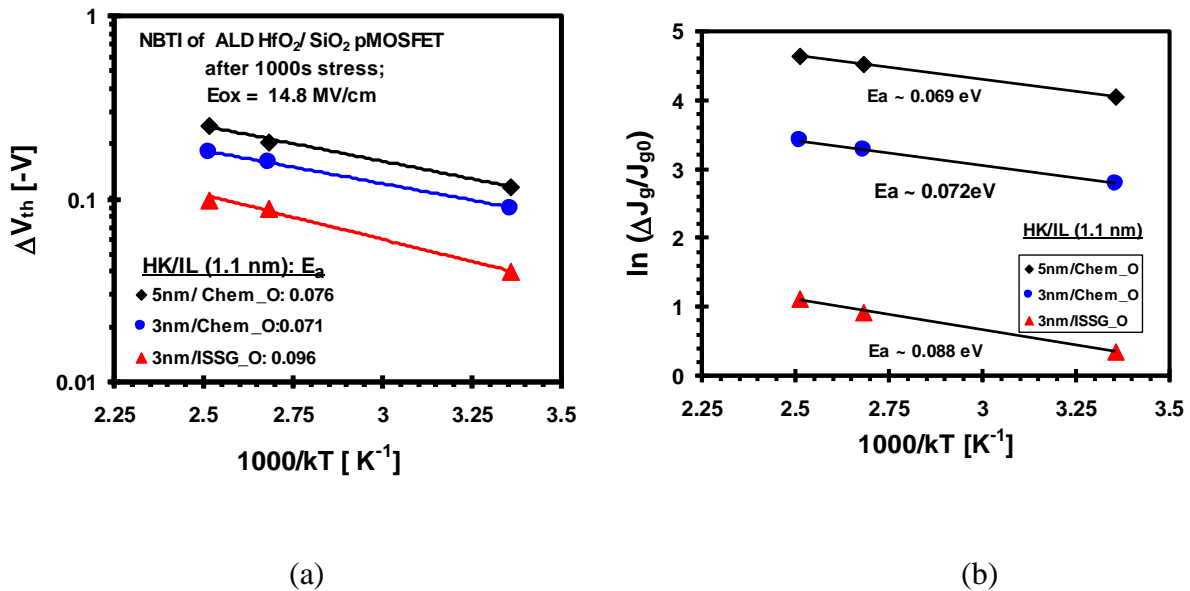 1
0.1
0.01
ΔVth [-V]
NBTI of ALD HfO2/ SiO2 pMOSFET
after 1000s stress;
Eox = 14.8 MV/cm
HK/IL (1.1 nm): Ea
5nm/ Chem_O: 0.076
3nm/Chem_O:0.071
3nm/ISSG_O: 0.096
2.25 2.5 2.75 3 3.25 3.5
1000/kT [ K-1]
(a)
5
4
3
2
1
0
ln (ΔJg/Jg0)
Ea ~ 0.069 eV
Ea ~ 0.072eV
HK/IL (1.1 nm)
5nm/Chem_O
3nm/Chem_O
3nm/ISSG_O
Ea ~ 0.088 eV
2.25 2.5 2.75 3 3.25 3.5
1000/kT [K-1]
(b)